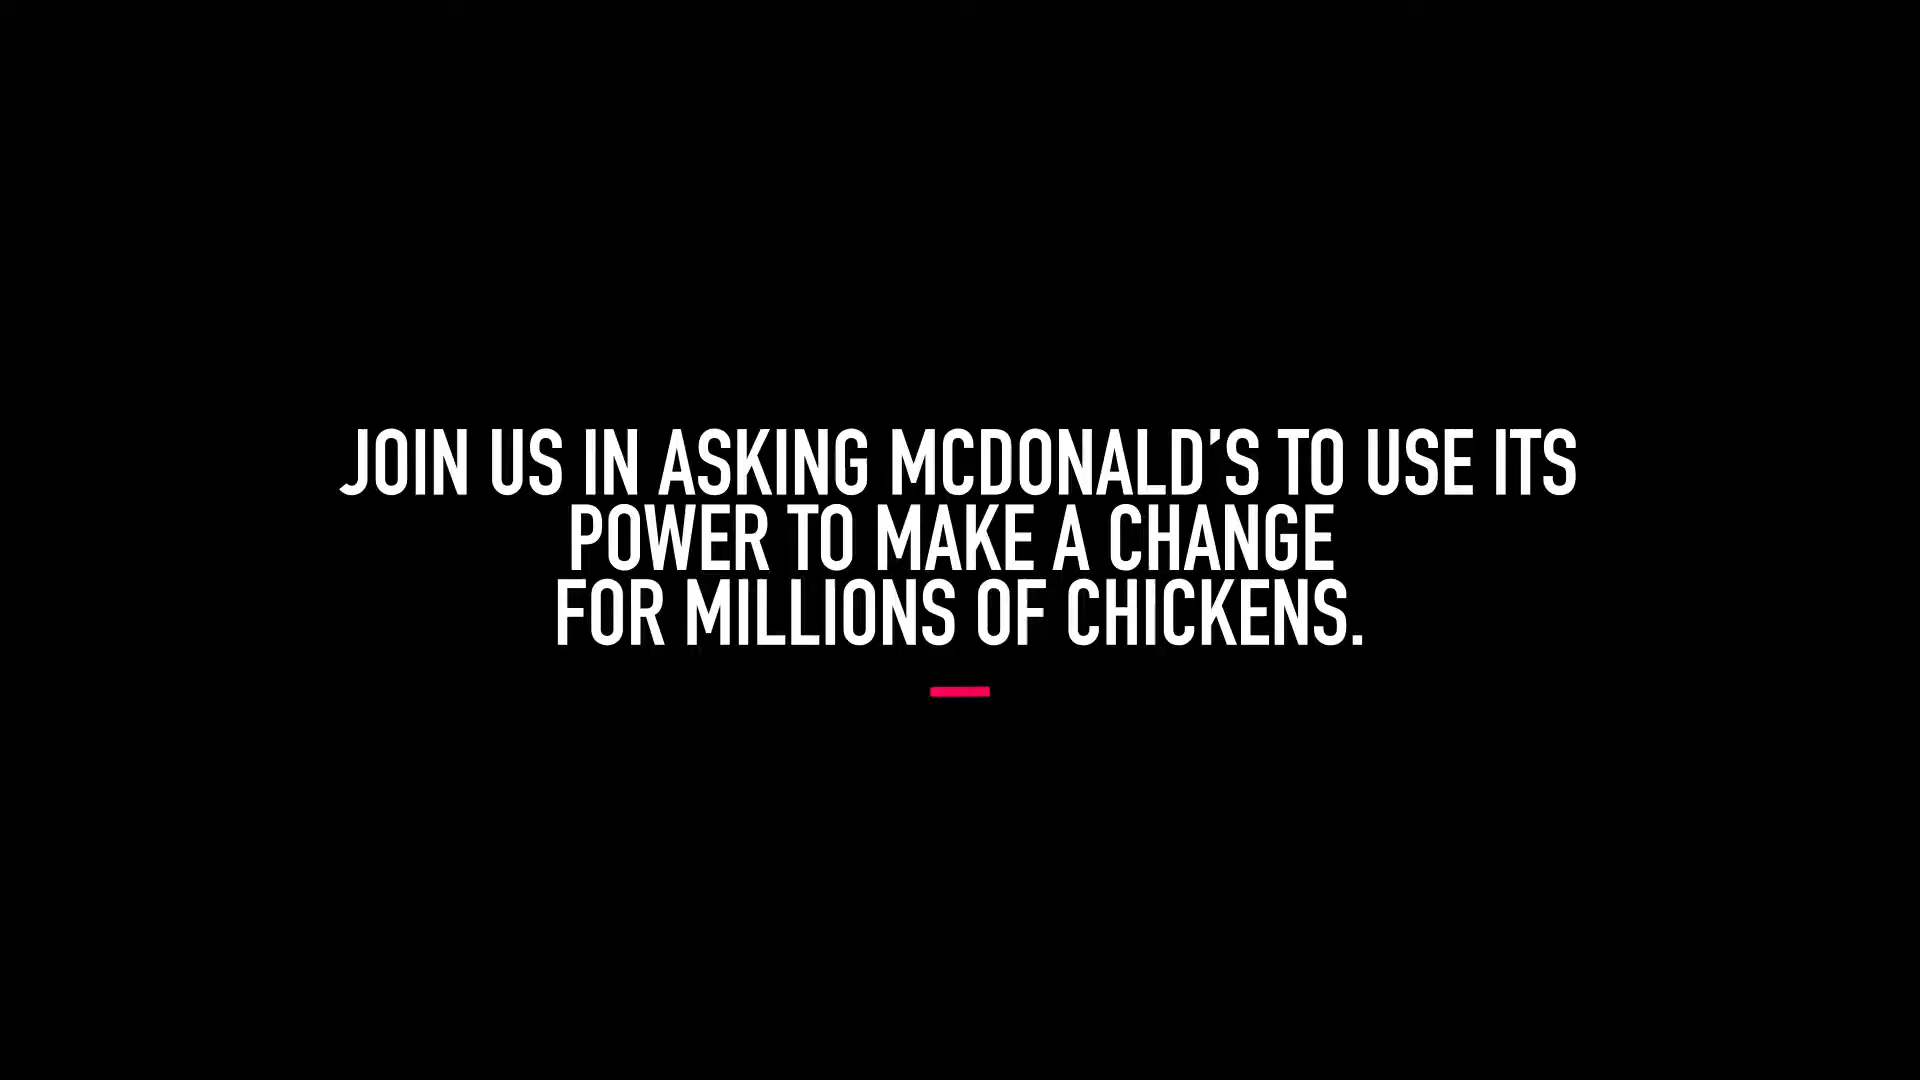 JOIN US IN ASKING MCDONALD’S TO USE ITS
POWER TO MAKE A CHANGE
FOR MILLIONS OF CHICKENS.